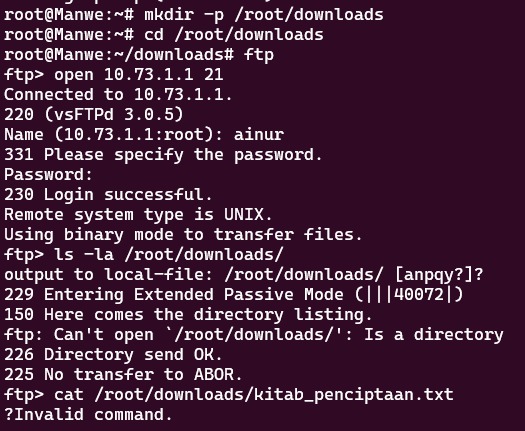 root@Manwe:~# mkdir -p /root/downloads
root@Manwe:~# cd /root/downloads
root@Manwe:~/downloads# ftp
ftp> open 10.73.1.1 21
Connected to 10.73.1.1.
220 (vsFTPd 3.0.5)
Name (10.73.1.1:root): ainur
331 Please specify the password.
Password:
230 Login successful.
Remote system type is UNIX.
Using binary mode to transfer files.
ftp> ls -la /root/downloads/
output to local-file: /root/downloads/ [anpqy?]?
229 Entering Extended Passive Mode (|||40072|)
150 Here comes the directory listing.
ftp: Can't open `/root/downloads/': Is a directory
226 Directory send OK.
225 No transfer to ABOR.
ftp> cat /root/downloads/kitab_penciptaan.txt
?Invalid command.